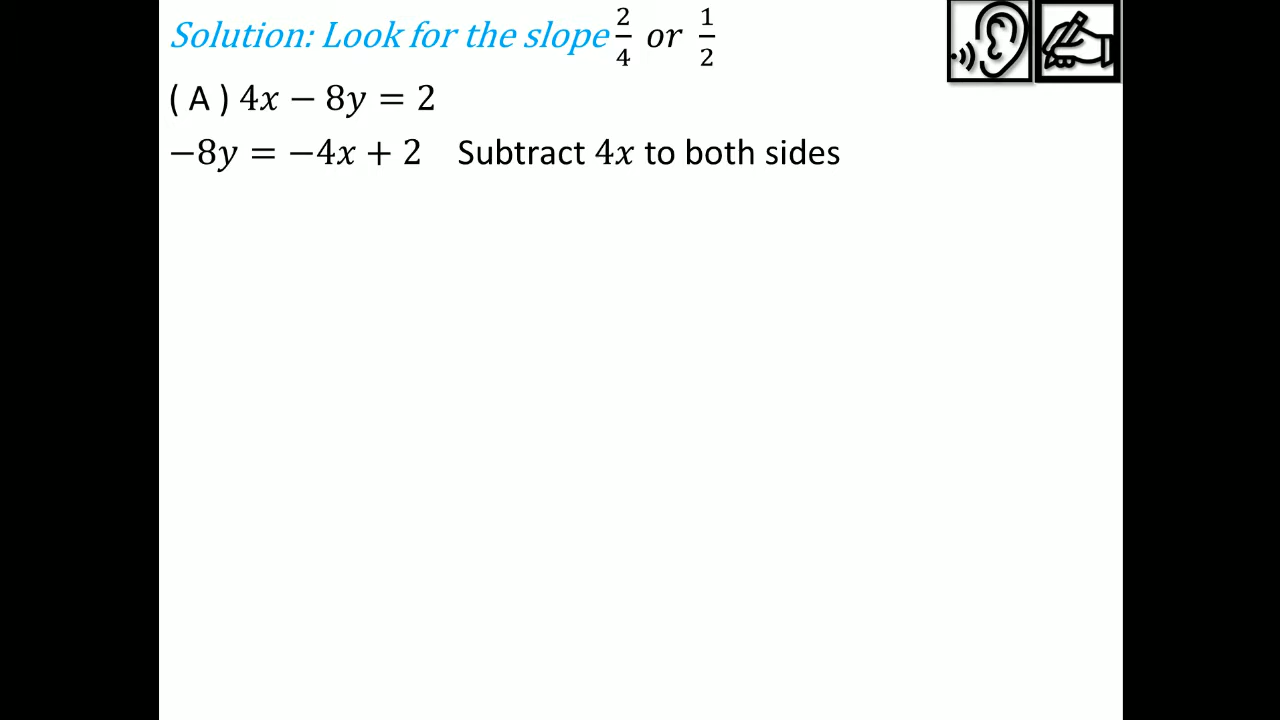 Solution: Look for the slope 2/4 or 1/2
( A ) 4x − 8y = 2
−8y = −4x + 2 Subtract 4x to both sides